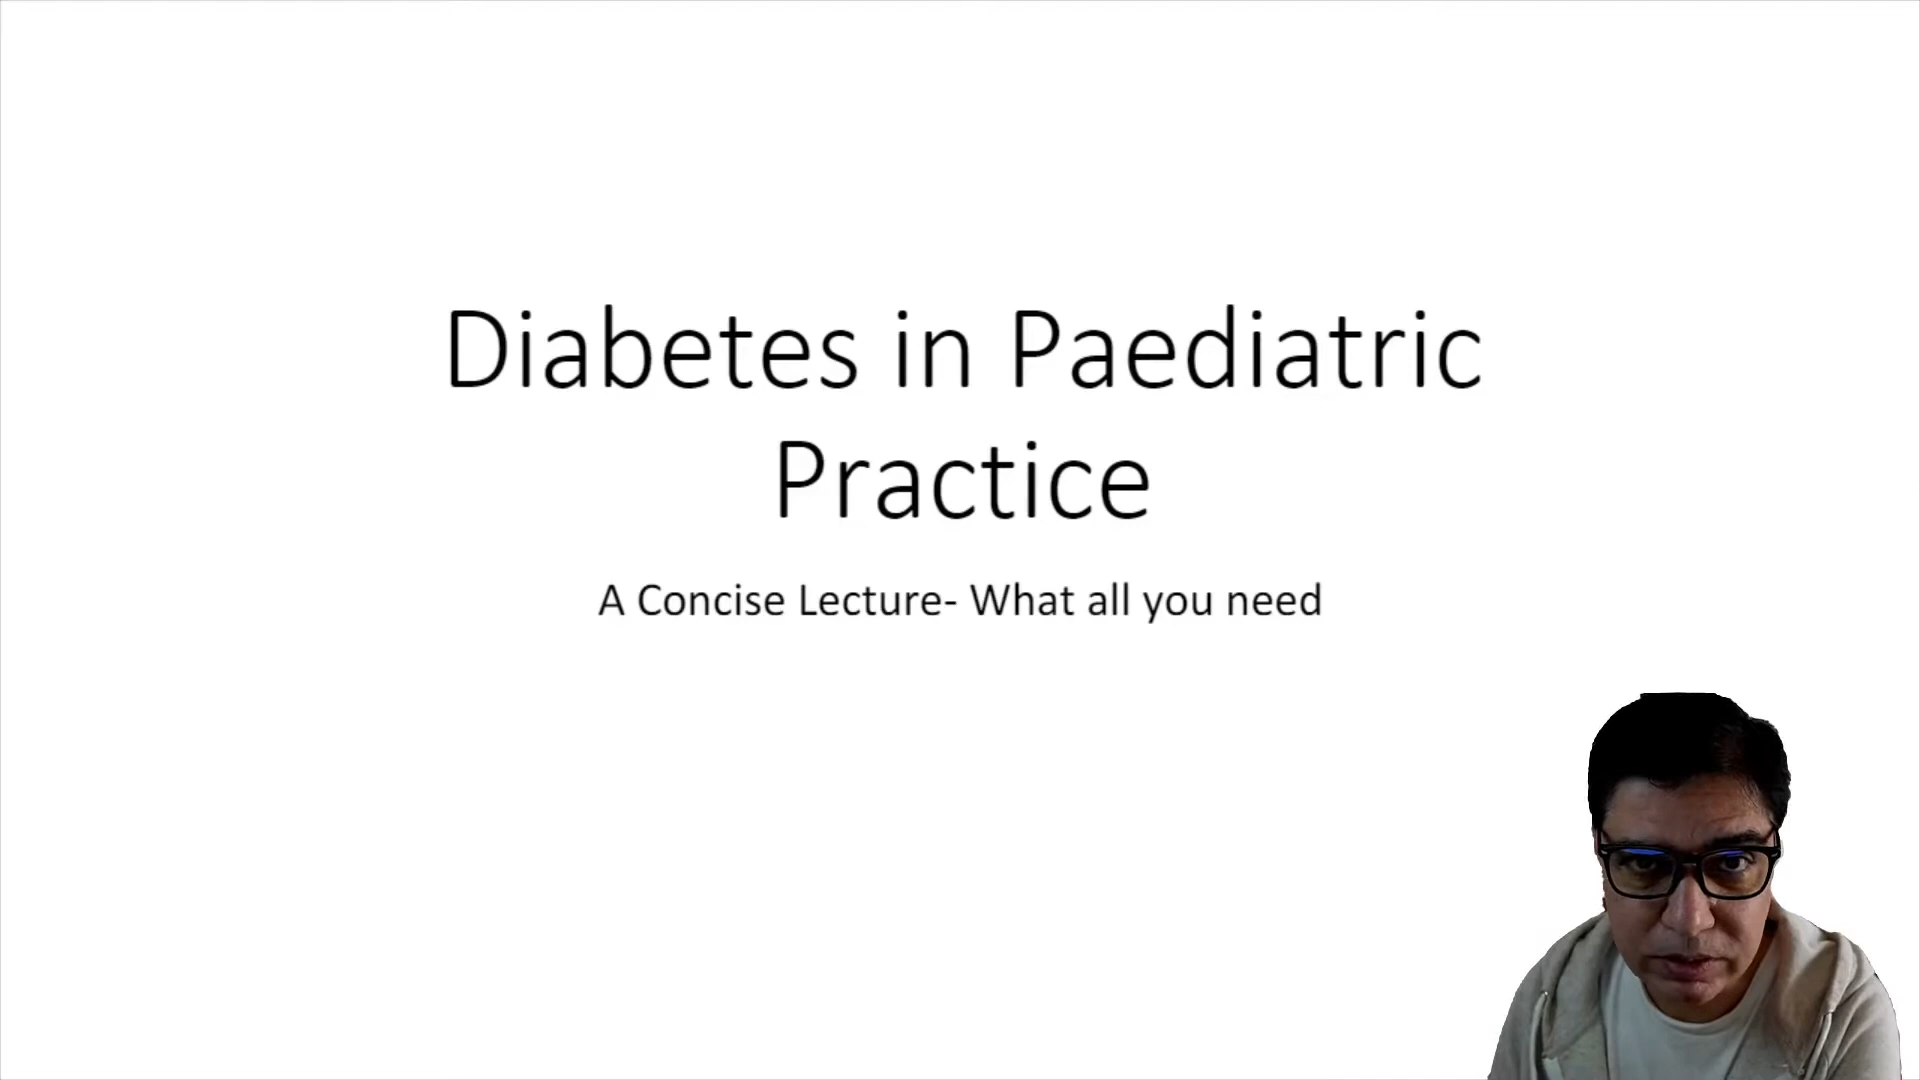 Diabetes in Paediatric
Practice
A Concise Lecture- What all you need